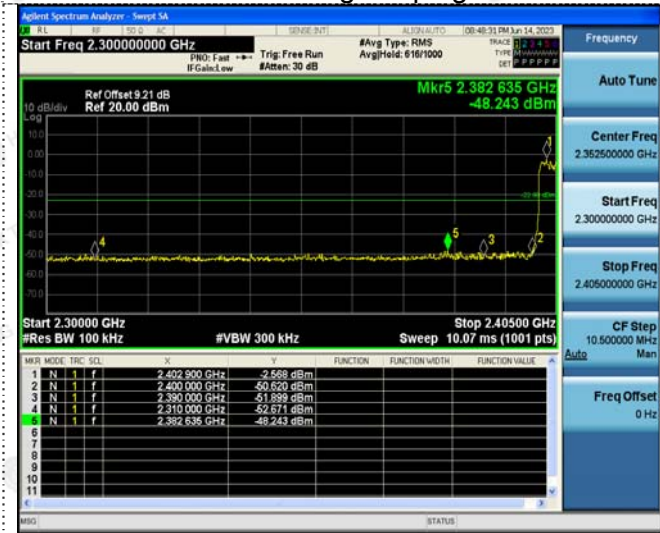 Agilent Spectrum Analyzer - Swept SA
RL RF 50 Ω AC SENSE:INT ALIGNAUTO 08:48:31 PM Jun 14, 2023
Start Freq 2.300000000 GHz
PNO: Fast
IFGain:Low
Trig: Free Run
#Atten: 30 dB
#Avg Type: RMS
Avg|Hold: 616/1000
TRACE 1 2 3 4 5 6
TYPE
DET P P P P P P
Frequency
Ref Offset 9.21 dB
Ref 20.00 dBm
10 dB/div
Log
Mkr5 2.382 635 GHz
-48.243 dBm
Auto Tune
Center Freq
2.352500000 GHz
Start Freq
2.300000000 GHz
Stop Freq
2.405000000 GHz
CF Step
10.500000 MHz
Auto Man
Freq Offset
0 Hz
10.0
0.00
-10.0
-20.0
-30.0
-40.0
-50.0
-60.0
-70.0
1
2
3
4
5
Start 2.30000 GHz
#Res BW 100 kHz
#VBW 300 kHz
Stop 2.40500 GHz
Sweep 10.07 ms (1001 pts)
MKR MODE TRC SCL X Y FUNCTION FUNCTION WIDTH FUNCTION VALUE
1 N 1 f 2.402 900 GHz -2.568 dBm
2 N 1 f 2.400 000 GHz -50.620 dBm
3 N 1 f 2.390 000 GHz -51.899 dBm
4 N 1 f 2.310 000 GHz -52.671 dBm
5 N 1 f 2.382 635 GHz -48.243 dBm
6
7
8
9
10
11
MSG STATUS